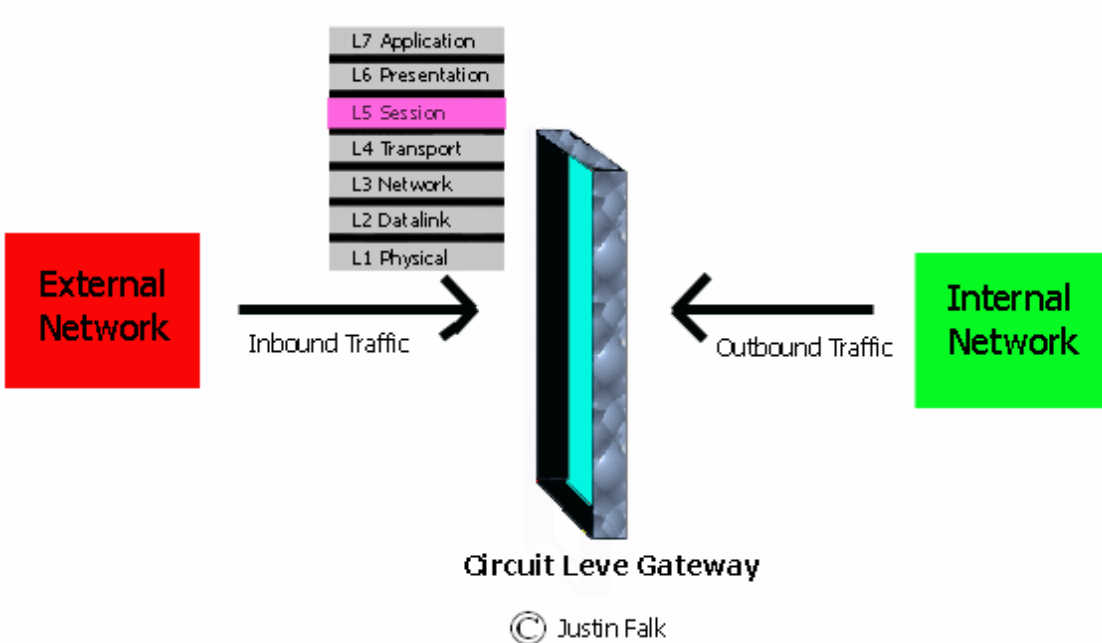 L7 Application
L6 Presentation
L5 Session
L4 Transport
L3 Network
L2 Datalink
L1 Physical
External
Network
Inbound Traffic
Outbound Traffic
Internal
Network
Circuit Leve Gateway
© Justin Falk